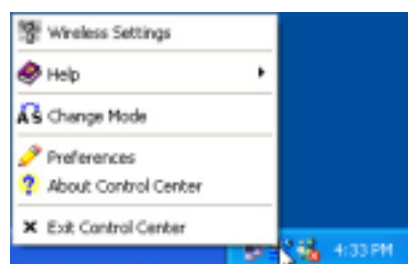 Wireless Settings
Help
Change Mode
Preferences
About Control Center
Exit Control Center
4:33 PM